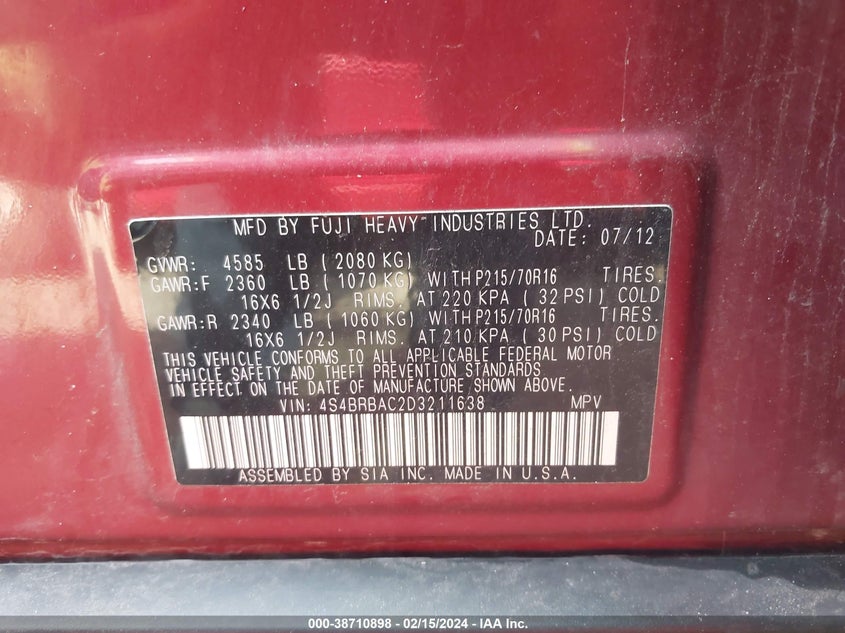 MFD BY FUJI HEAVY INDUSTRIES LTD.
DATE: 07/12
GVWR: 4585 LB ( 2080 KG)
GAWR:F 2360 LB ( 1070 KG) WITH P215/70R16 TIRES.
16X6 1/2J RIMS. AT 220 KPA ( 32 PSI) COLD
GAWR:R 2340 LB ( 1060 KG) WITH P215/70R16 TIRES.
16X6 1/2J RIMS. AT 210 KPA ( 30 PSI) COLD
THIS VEHICLE CONFORMS TO ALL APPLICABLE FEDERAL MOTOR
VEHICLE SAFETY AND THEFT PREVENTION STANDARDS
IN EFFECT ON THE DATE OF MANUFACTURE SHOWN ABOVE.
VIN: 4S4BRBAC2D3211638 MPV
ASSEMBLED BY SIA INC. MADE IN U.S.A.
000-38710898 - 02/15/2024 - IAA Inc.